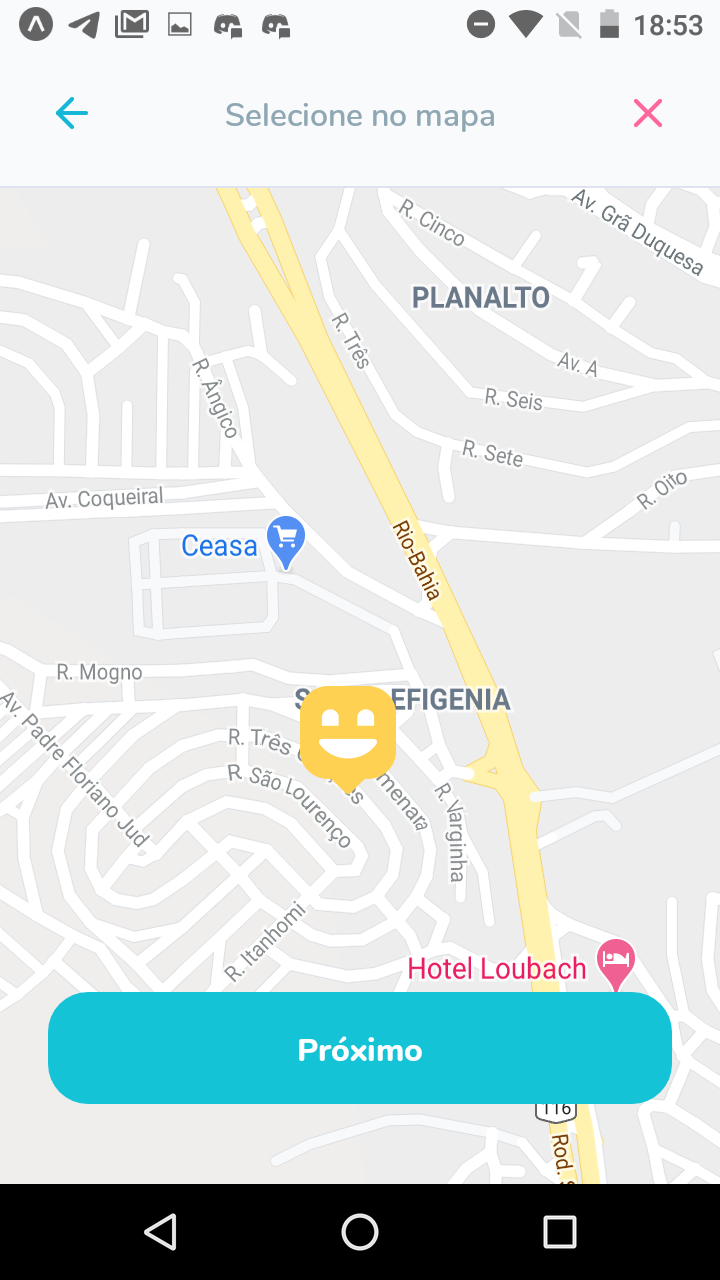 18:53
Selecione no mapa
Av. Grã Duquesa
R. Cinco
PLANALTO
R. Três
Av. A
R. Ângico
R. Seis
R. Sete
R. Oito
Av. Coqueiral
Ceasa
Rio-Bahia
R. Mogno
EFIGENIA
Av. Padre Floriano Jud
R. Três
R. São Lourenço
R. Varginha
R. Itanhomi
Hotel Loubach
Próximo
116
Rod.